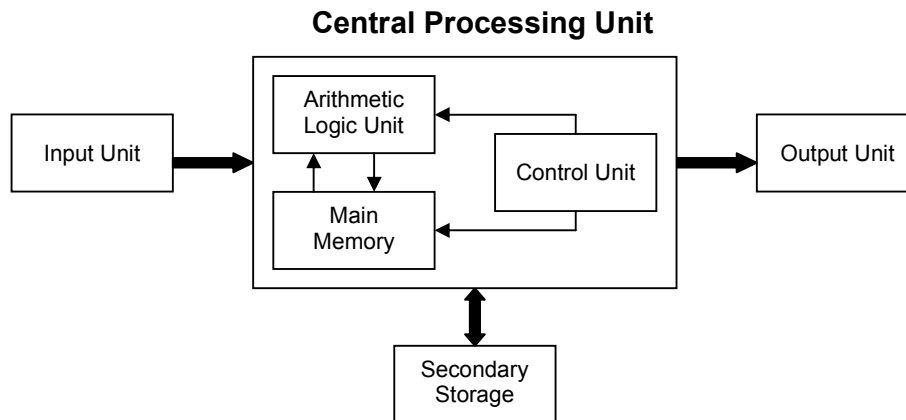 Central Processing Unit
Arithmetic
Logic Unit
Input Unit
Control Unit
Output Unit
Main
Memory
Secondary
Storage